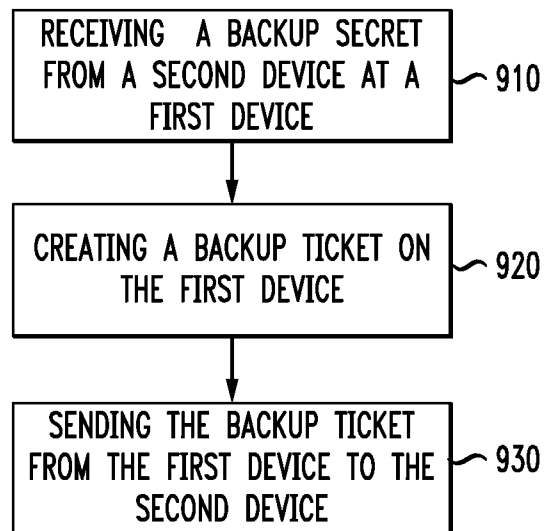 RECEIVING A BACKUP SECRET
FROM A SECOND DEVICE AT A
FIRST DEVICE
910
CREATING A BACKUP TICKET ON
THE FIRST DEVICE
920
SENDING THE BACKUP TICKET
FROM THE FIRST DEVICE TO THE
SECOND DEVICE
930